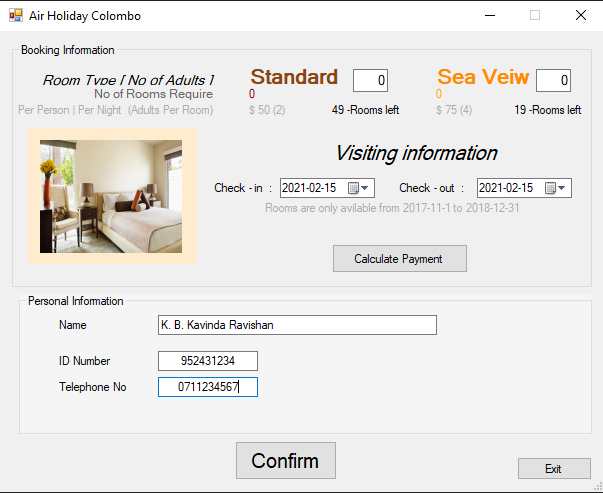 Air Holiday Colombo
Booking Information
Room Type [ No of Adults ]
Standard 0
Sea Veiw 0
No of Rooms Require
0
0
Per Person | Per Night (Adults Per Room)
$ 50 (2)
49 -Rooms left
$ 75 (4)
19 -Rooms left
Visiting information
Check - in : 2021-02-15
Check - out : 2021-02-15
Rooms are only avilable from 2017-11-1 to 2018-12-31
Calculate Payment
Personal Information
Name K. B. Kavinda Ravishan
ID Number 952431234
Telephone No 0711234567
Confirm
Exit